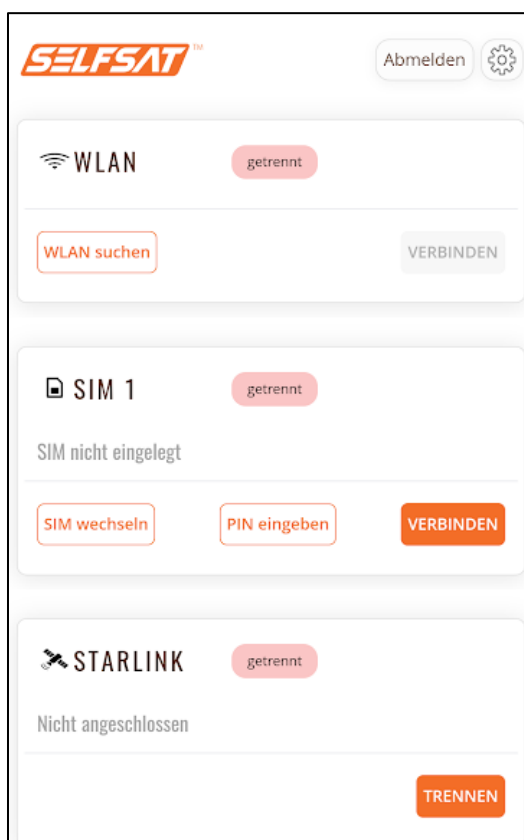 SELFSAT™
Abmelden
WLAN
getrennt
WLAN suchen
VERBINDEN
SIM 1
getrennt
SIM nicht eingelegt
SIM wechseln
PIN eingeben
VERBINDEN
STARLINK
getrennt
Nicht angeschlossen
TRENNEN